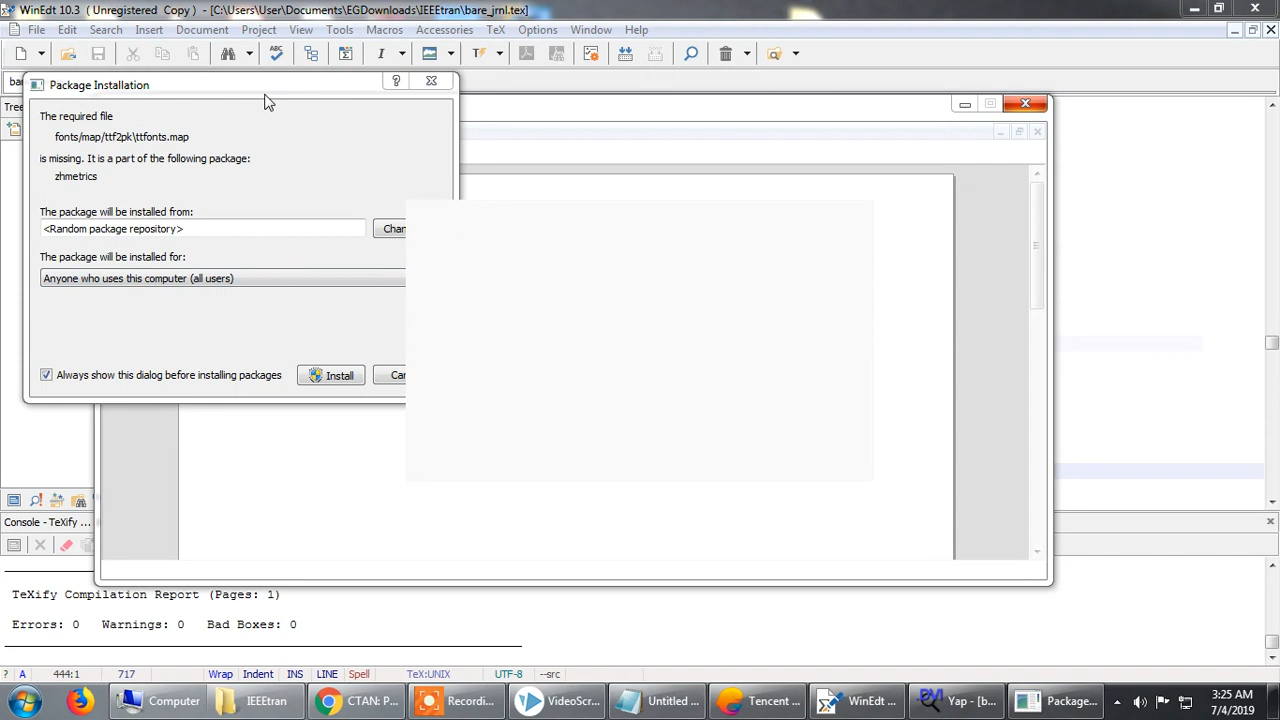 WinEdt 10.3 (Unregistered Copy) - [C:\Users\User\Documents\EGDownloads\IEEEtran\bare_jrnl.tex]
File Edit Search Insert Document Project View Tools Macros Accessories TeX Options Window Help
Package Installation
The required file
fonts/map/ttf2pk\ttfonts.map
is missing. It is a part of the following package:
zhmetrics
The package will be installed from:
<Random package repository>
Chan
The package will be installed for:
Anyone who uses this computer (all users)
Always show this dialog before installing packages
Install
Can
ba
Tree
Console - TeXify ...
TeXify Compilation Report (Pages: 1)
Errors: 0 Warnings: 0 Bad Boxes: 0
? A 444:1 717 Wrap Indent INS LINE Spell TeX:UNIX UTF-8 --src
Computer IEEEtran CTAN: P... Recordi... VideoScr... Untitled ... Tencent ... WinEdt ... Yap - [b... Package...
3:25 AM
7/4/2019